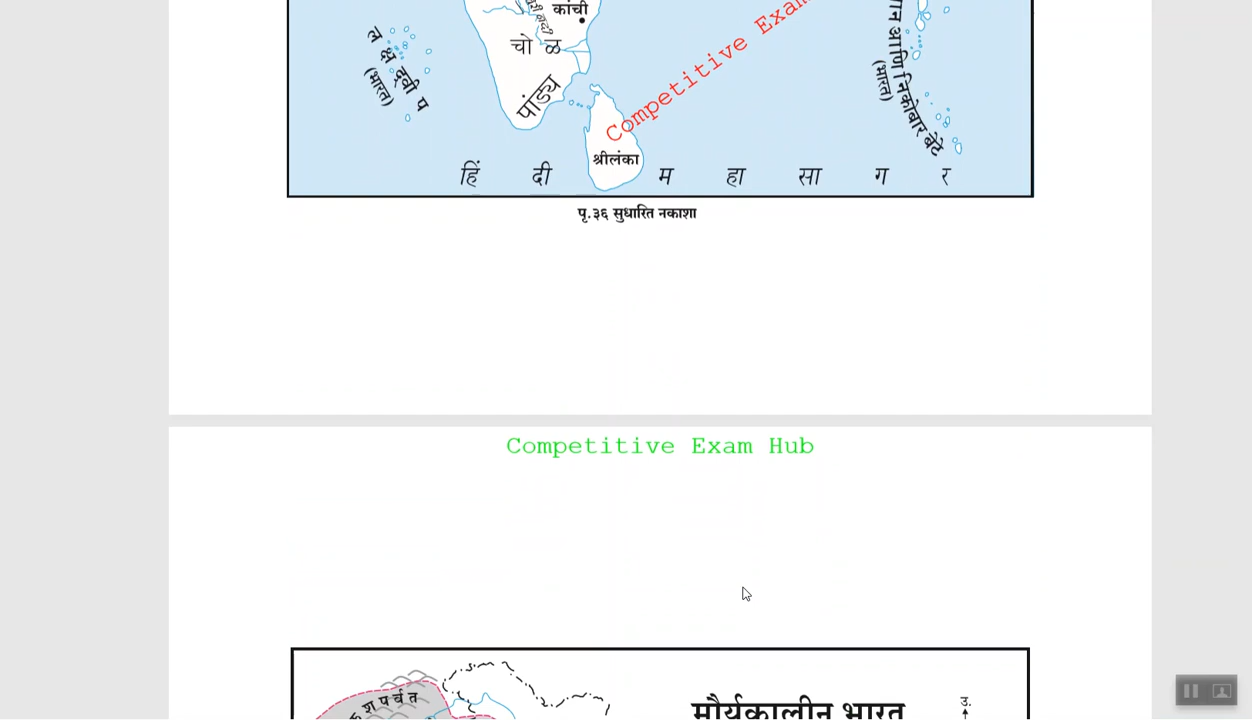 कांची
चो ळ
पांड्य
ल क्ष द्वी प
(भारत)
आणि निकोबार बेटे
(भारत)
Competitive Exam
श्रीलंका
हिं दी म हा सा ग र
पृ.३६ सुधारित नकाशा
Competitive Exam Hub
श पर्वत
मौर्यकालीन भारत
उ.